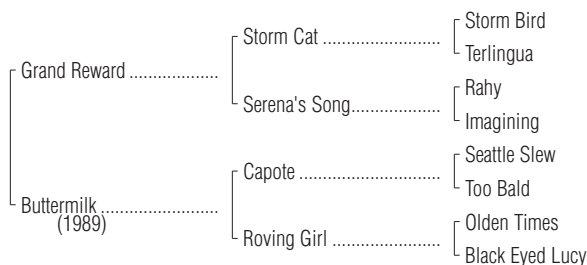 Storm Bird
Storm Cat ........................
Terlingua
Grand Reward ..................
Rahy
Serena's Song..................
Imagining
Seattle Slew
Capote ............................
Too Bald
Buttermilk ........................
(1989)
Olden Times
Roving Girl ......................
Black Eyed Lucy